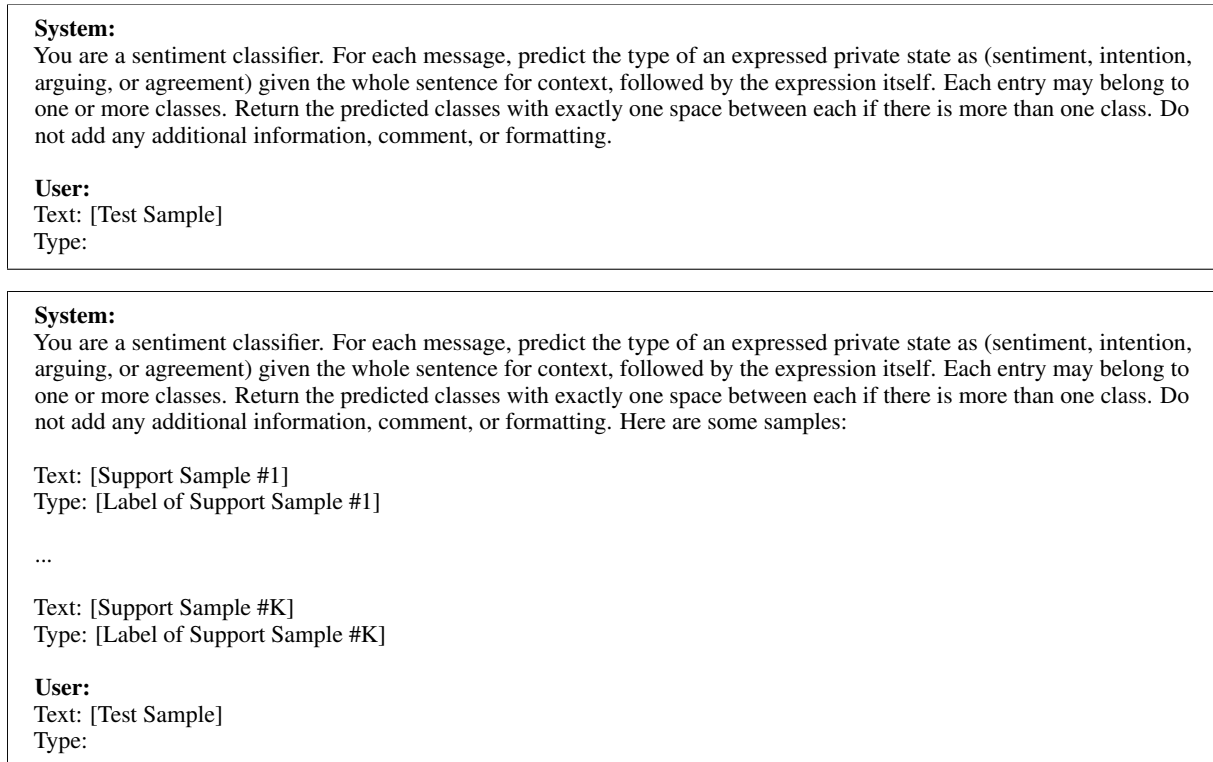 System:
You are a sentiment classifier. For each message, predict the type of an expressed private state as (sentiment, intention,
arguing, or agreement) given the whole sentence for context, followed by the expression itself. Each entry may belong to
one or more classes. Return the predicted classes with exactly one space between each if there is more than one class. Do
not add any additional information, comment, or formatting.
User:
Text: [Test Sample]
Type:
System:
You are a sentiment classifier. For each message, predict the type of an expressed private state as (sentiment, intention,
arguing, or agreement) given the whole sentence for context, followed by the expression itself. Each entry may belong to
one or more classes. Return the predicted classes with exactly one space between each if there is more than one class. Do
not add any additional information, comment, or formatting. Here are some samples:
Text: [Support Sample #1]
Type: [Label of Support Sample #1]
...
Text: [Support Sample #K]
Type: [Label of Support Sample #K]
User:
Text: [Test Sample]
Type: